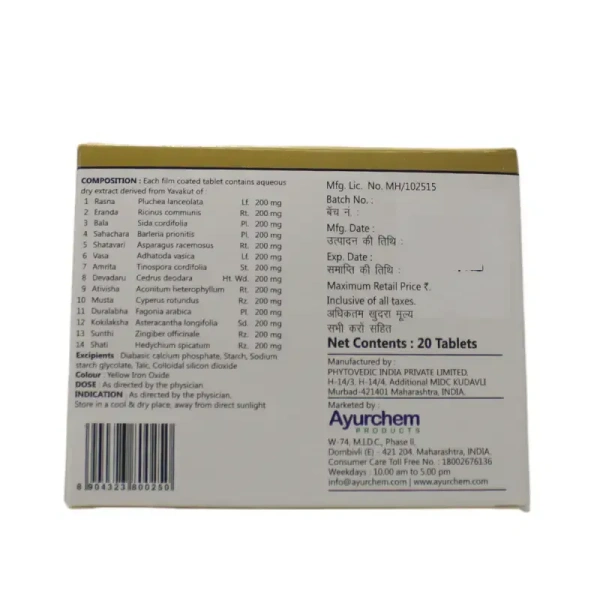 COMPOSITION : Each film coated tablet contains aqueous
dry extract derived from Yavakut of
1 Rasna Pluchea lanceolata Lf. 200 mg
2 Eranda Ricinus communis Rt. 200 mg
3 Bala Sida cordifolia Pl. 200 mg
4 Sahachara Barleria prionitis Pl. 200 mg
5 Shatavari Asparagus racemosus Rt. 200 mg
6 Vasa Adhatoda vasica Lf. 200 mg
7 Amrita Tinospora cordifolia St. 200 mg
8 Devadaru Cedrus deodara Ht. Wd. 200 mg
9 Ativisha Aconitum heterophyllum Rt. 200 mg
10 Musta Cyperus rotundus Rz. 200 mg
11 Duralabha Fagonia arabica Pl. 200 mg
12 Kokilaksha Asteracantha longifolia Sd. 200 mg
13 Sunthi Zingiber officinale Rz. 200 mg
14 Shati Hedychium spicatum Rz. 200 mg
Excipients Diabasic calcium phosphate, Starsh, Sodium
starch glycolate, Talc, Colloidal silicon dioxide
Colour : Yellow Iron Oxide
DOSE : As directed by the physician.
INDICATION : As directed by the physician.
Store in a cool & dry place, away from direct sunlight
8 904323 800250
Mfg. Lic. No. MH/102515
Batch No. :
बॅच न. :
Mfg. Date :
उत्पादन की तिथि :
Exp. Date :
समाप्ति की तिथि :
Maximum Retail Price ₹.
Inclusive of all taxes.
अधिकतम खुदरा मूल्य
सभी करों सहित
Net Contents : 20 Tablets
Manufactured by :
PHYTOVEDIC INDIA PRIVATE LIMITED.
H-14/3, H-14/4, Additional MIDC KUDAVLI
Murbad-421401 Maharashtra, INDIA.
Marketed by :
Ayurchem
PRODUCTS
W-74, M.I.D.C., Phase II,
Dombivli (E) : 421 204. Maharashtra, INDIA.
Consumer Care Toll Free No. : 18002676136
Weekdays : 10.00 am to 5.00 pm
info@ayurchem.com | www.ayurchem.com